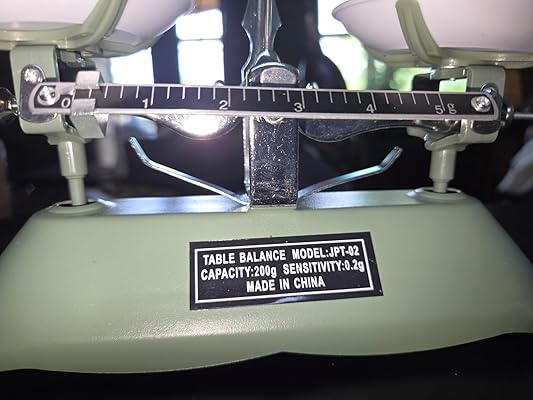 0 1 2 3 4 5 g
TABLE BALANCE MODEL:JPT-02
CAPACITY:200g SENSITIVITY:0.2g
MADE IN CHINA